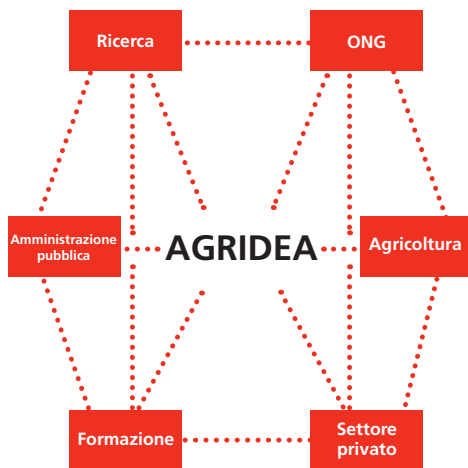 Ricerca
ONG
Amministrazione
pubblica
AGRIDEA
Agricoltura
Formazione
Settore
privato